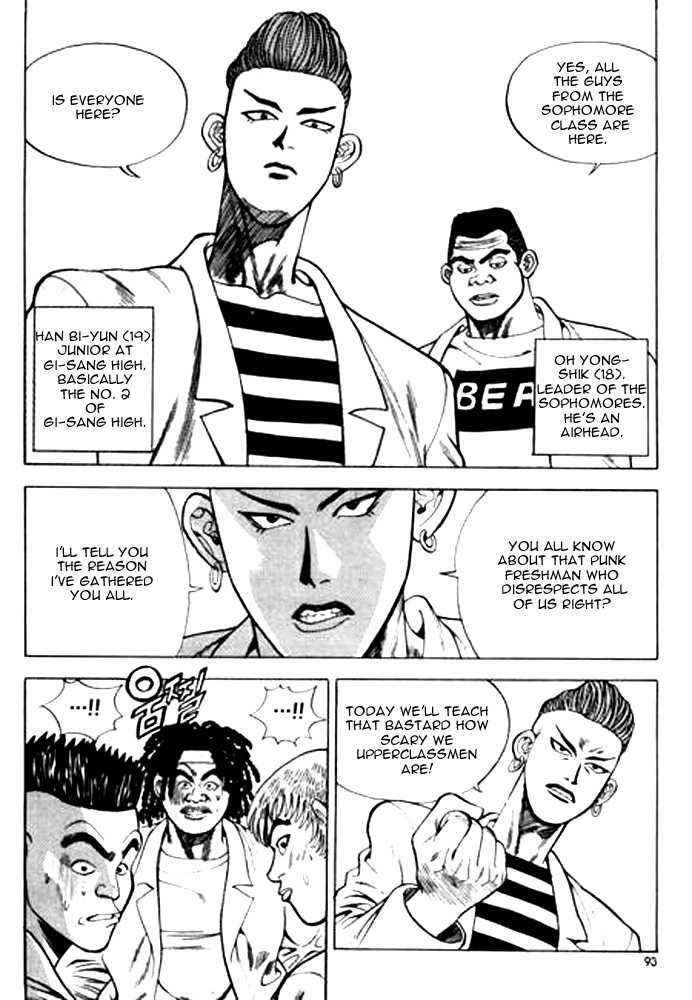 IS EVERYONE
HERE?
YES, ALL
THE GUYS
FROM THE
SOPHOMORE
CLASS ARE
HERE.
HAN BI-YUN (19).
JUNIOR AT
GI-SANG HIGH.
BASICALLY
THE NO. 2
OF
GI-SANG HIGH.
BEA
OH YONG-
SHIK (18).
LEADER OF THE
SOPHOMORES.
HE'S AN
AIRHEAD.
I'LL TELL YOU
THE REASON
I'VE GATHERED
YOU ALL.
YOU ALL KNOW
ABOUT THAT PUNK
FRESHMAN WHO
DISRESPECTS ALL
OF US RIGHT?
...!!
움찔
...!!
TODAY WE'LL TEACH
THAT BASTARD HOW
SCARY WE
UPPERCLASSMEN
ARE!
93